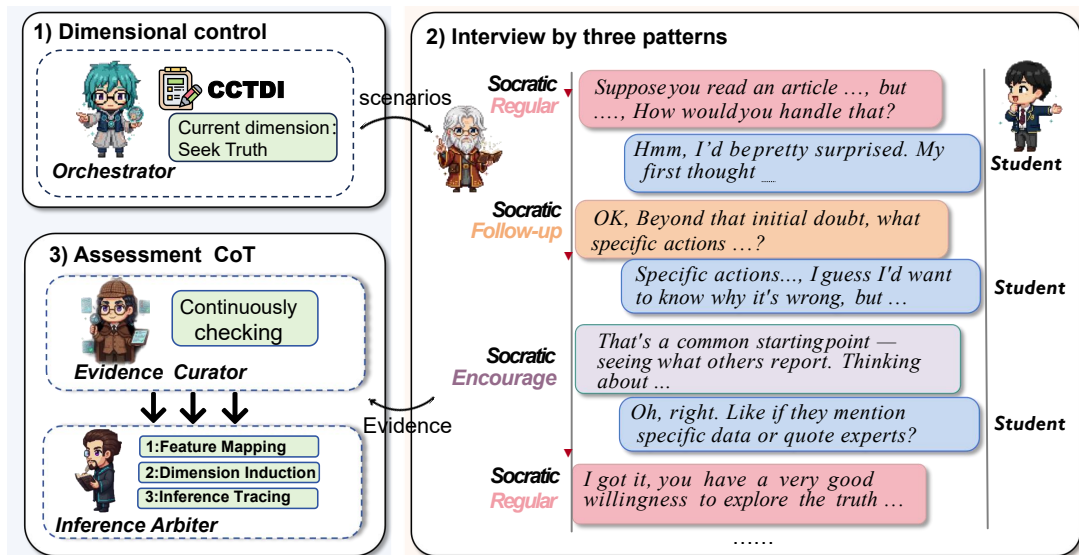 1) Dimensional control
CCTDI
Current dimension:
Seek Truth
Orchestrator
scenarios
2) Interview by three patterns
Socratic
Regular
Suppose you read an article ..., but
...., How would you handle that?
Hmm, I'd be pretty surprised. My
first thought ...
Student
Socratic
Follow-up
OK, Beyond that initial doubt, what
specific actions ...?
Specific actions..., I guess I'd want
to know why it's wrong, but ...
Student
Socratic
Encourage
That's a common starting point —
seeing what others report. Thinking
about ...
Oh, right. Like if they mention
specific data or quote experts?
Student
Socratic
Regular
I got it, you have a very good
willingness to explore the truth ...
......
3) Assessment CoT
Continuously
checking
Evidence Curator
Evidence
1:Feature Mapping
2:Dimension Induction
3:Inference Tracing
Inference Arbiter